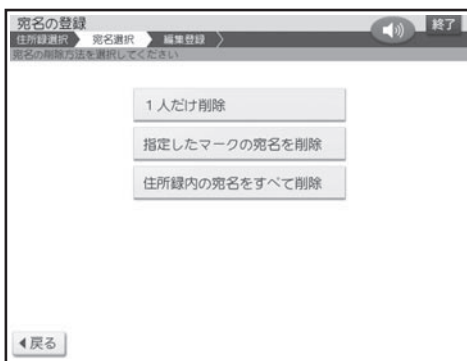 宛名の登録
終了
住所録選択 宛名選択 編集登録
宛名の削除方法を選択してください
1人だけ削除
指定したマークの宛名を削除
住所録内の宛名をすべて削除
戻る